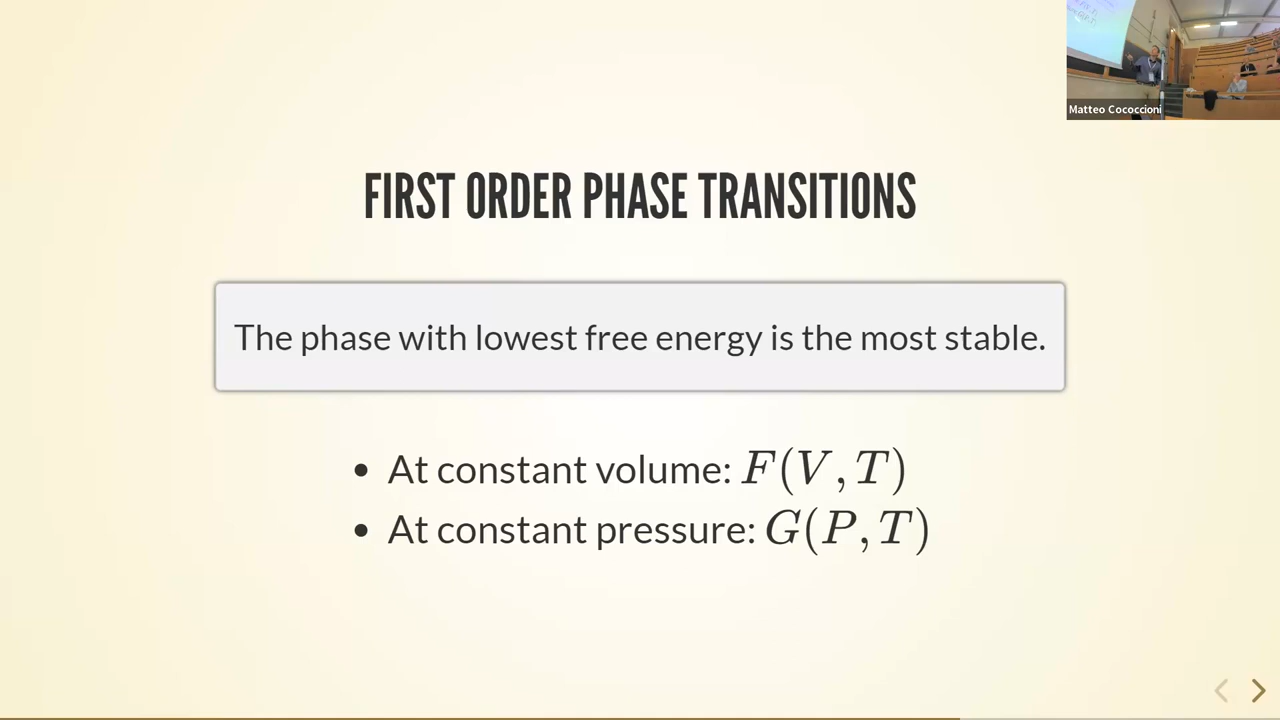 Matteo Cococcioni
FIRST ORDER PHASE TRANSITIONS
The phase with lowest free energy is the most stable.
• At constant volume: F(V, T)
• At constant pressure: G(P, T)